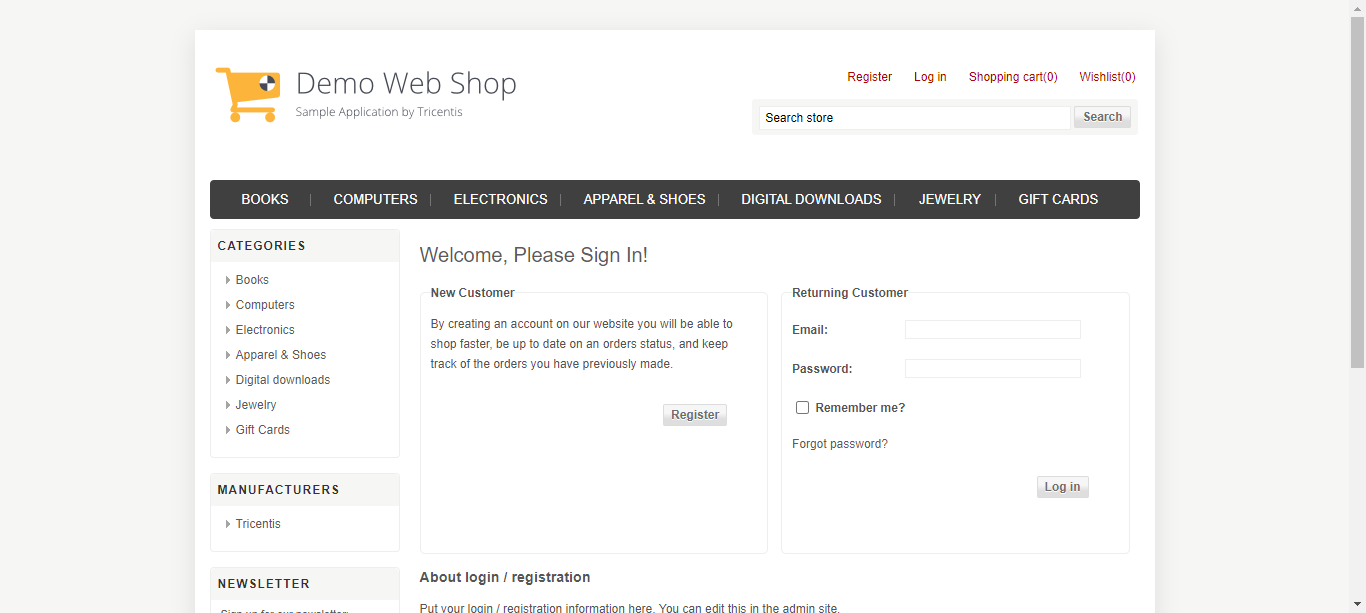 Demo Web Shop
Sample Application by Tricentis
Register Log in Shopping cart(0) Wishlist(0)
Search store Search
BOOKS COMPUTERS ELECTRONICS APPAREL & SHOES DIGITAL DOWNLOADS JEWELRY GIFT CARDS
CATEGORIES
Books
Computers
Electronics
Apparel & Shoes
Digital downloads
Jewelry
Gift Cards
MANUFACTURERS
Tricentis
NEWSLETTER
Sign up for our newsletter:
Welcome, Please Sign In!
New Customer
By creating an account on our website you will be able to
shop faster, be up to date on an orders status, and keep
track of the orders you have previously made.
Register
Returning Customer
Email:
Password:
Remember me?
Forgot password?
Log in
About login / registration
Put your login / registration information here. You can edit this in the admin site.